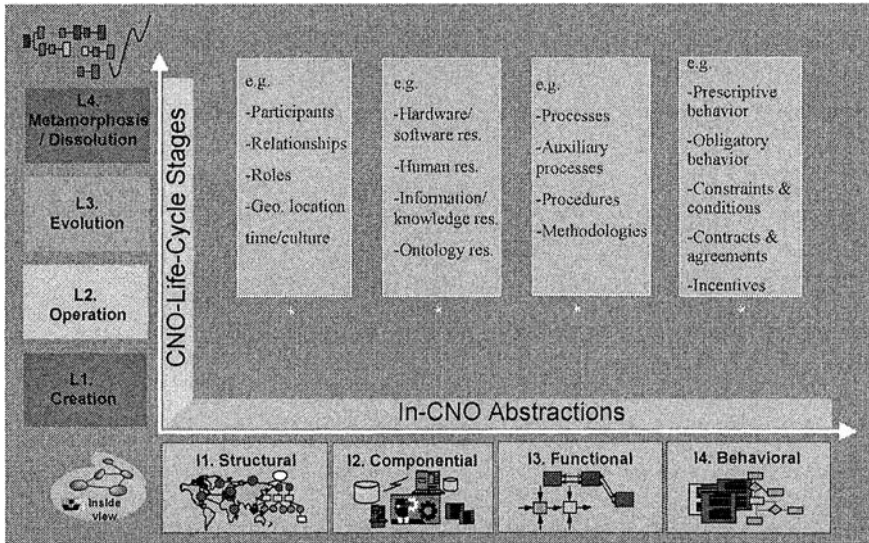 L4.
Metamorphosis
/ Dissolution
L3.
Evolution
L2.
Operation
L1.
Creation
CNO-Life-Cycle Stages
e.g.
-Participants
-Relationships
-Roles
-Geo. location
time/culture
e.g.
-Hardware/
software res.
-Human res.
-Information/
knowledge res.
-Ontology res.
e.g.
-Processes
-Auxiliary
processes
-Procedures
-Methodologies
e.g.
-Prescriptive
behavior
-Obligatory
behavior
-Constraints &
conditions
-Contracts &
agreements
-Incentives
In-CNO Abstractions
Inside
view
I1. Structural
I2. Componential
I3. Functional
I4. Behavioral